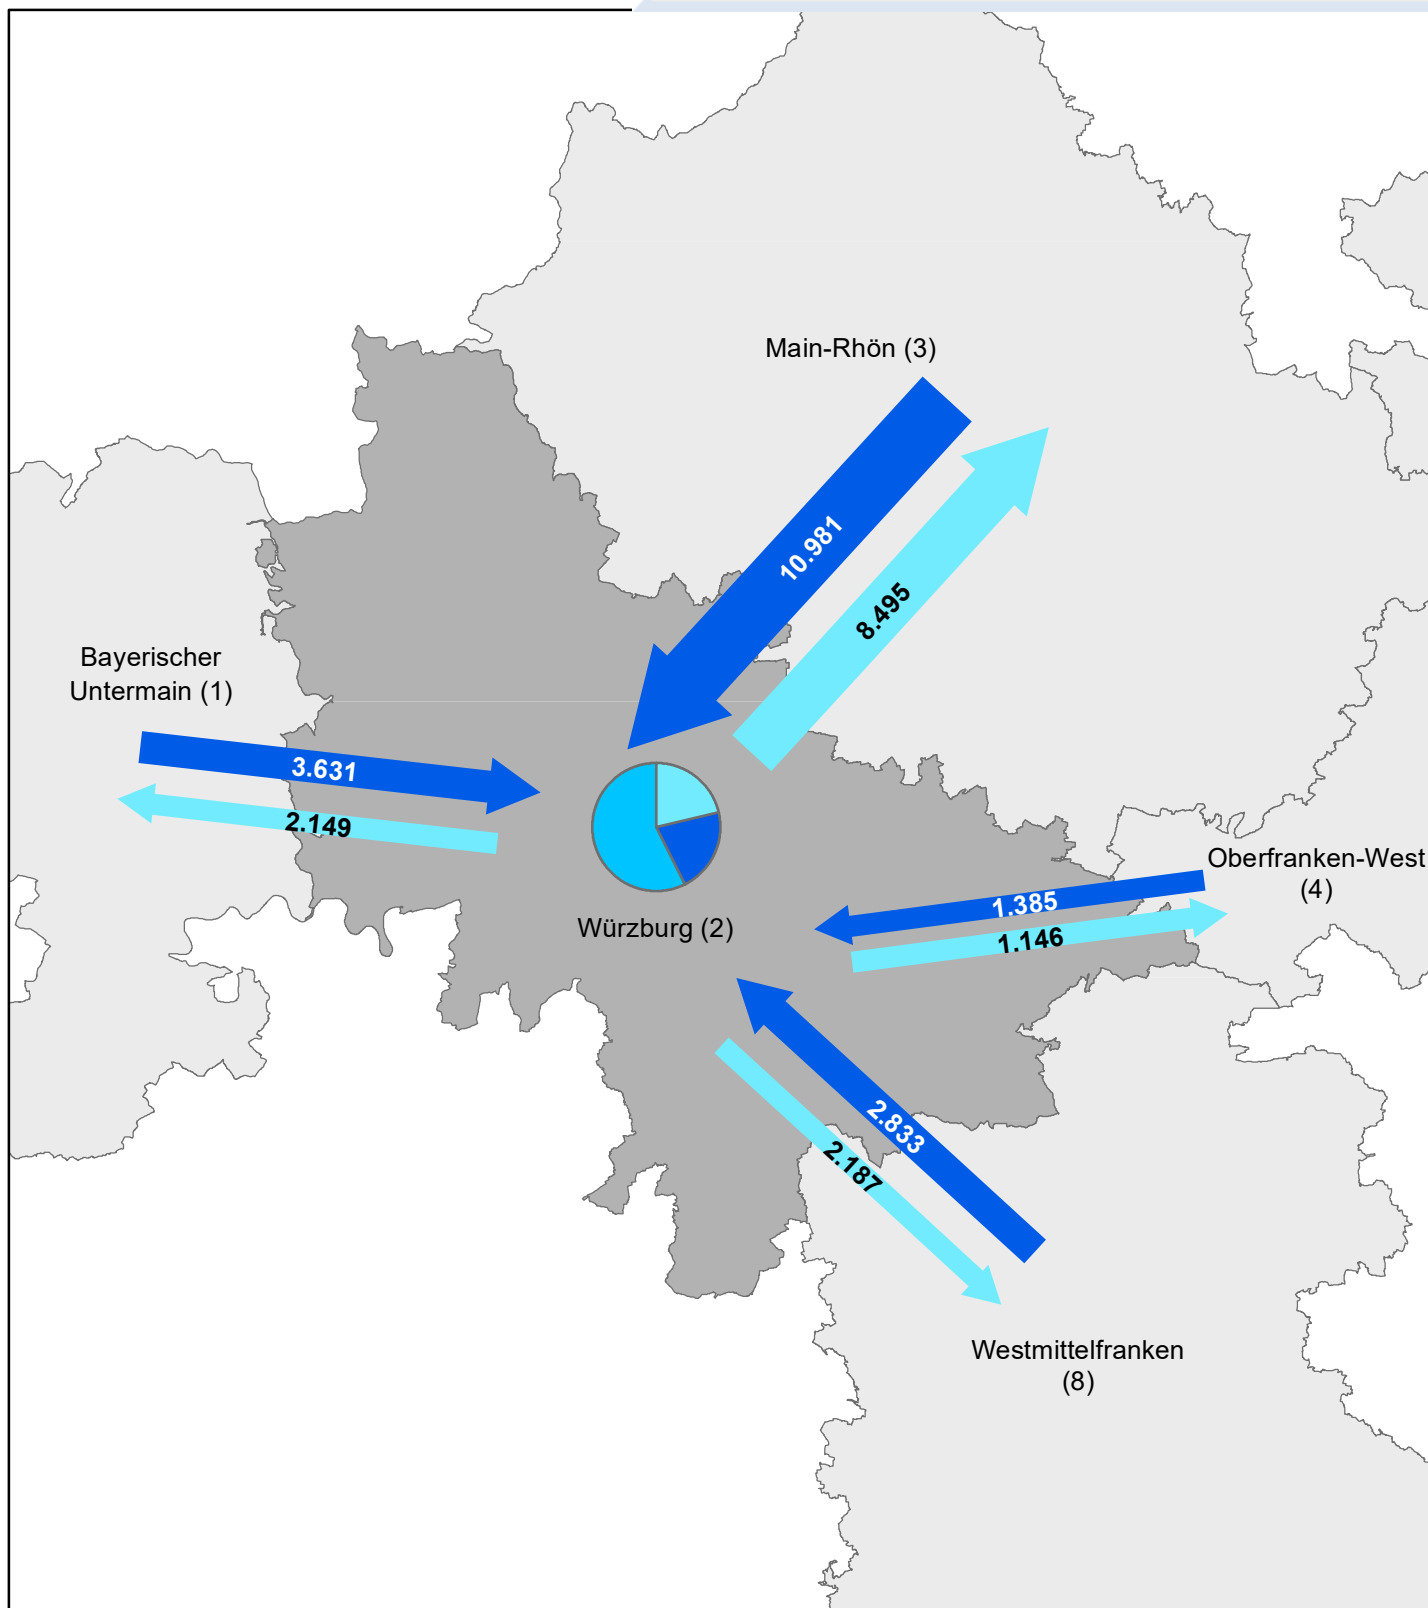 Main-Rhön (3)
10.981
8.495
Bayerischer
Untermain (1)
3.631
2.149
Würzburg (2)
Oberfranken-West
(4)
1.385
1.146
2.833
2.187
Westmittelfranken
(8)